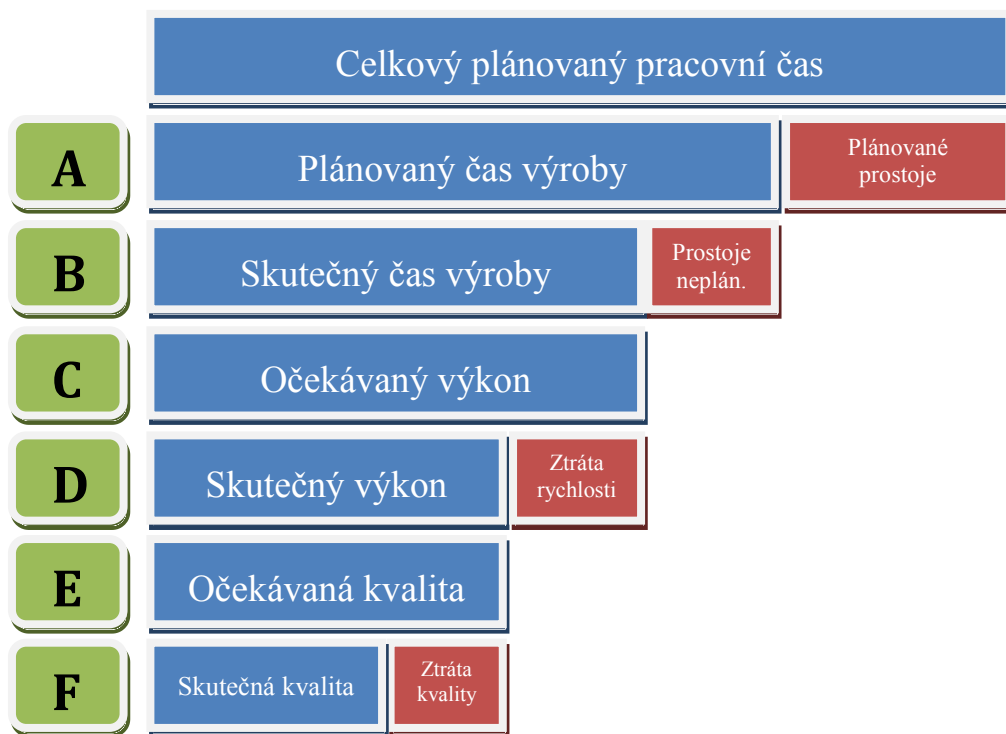 Celkový plánovaný pracovní čas
A
Plánovaný čas výroby
Plánované
prostoje
B
Skutečný čas výroby
Prostoje
neplán.
C
Očekávaný výkon
D
Skutečný výkon
Ztráta
rychlosti
E
Očekávaná kvalita
F
Skutečná kvalita
Ztráta
kvality